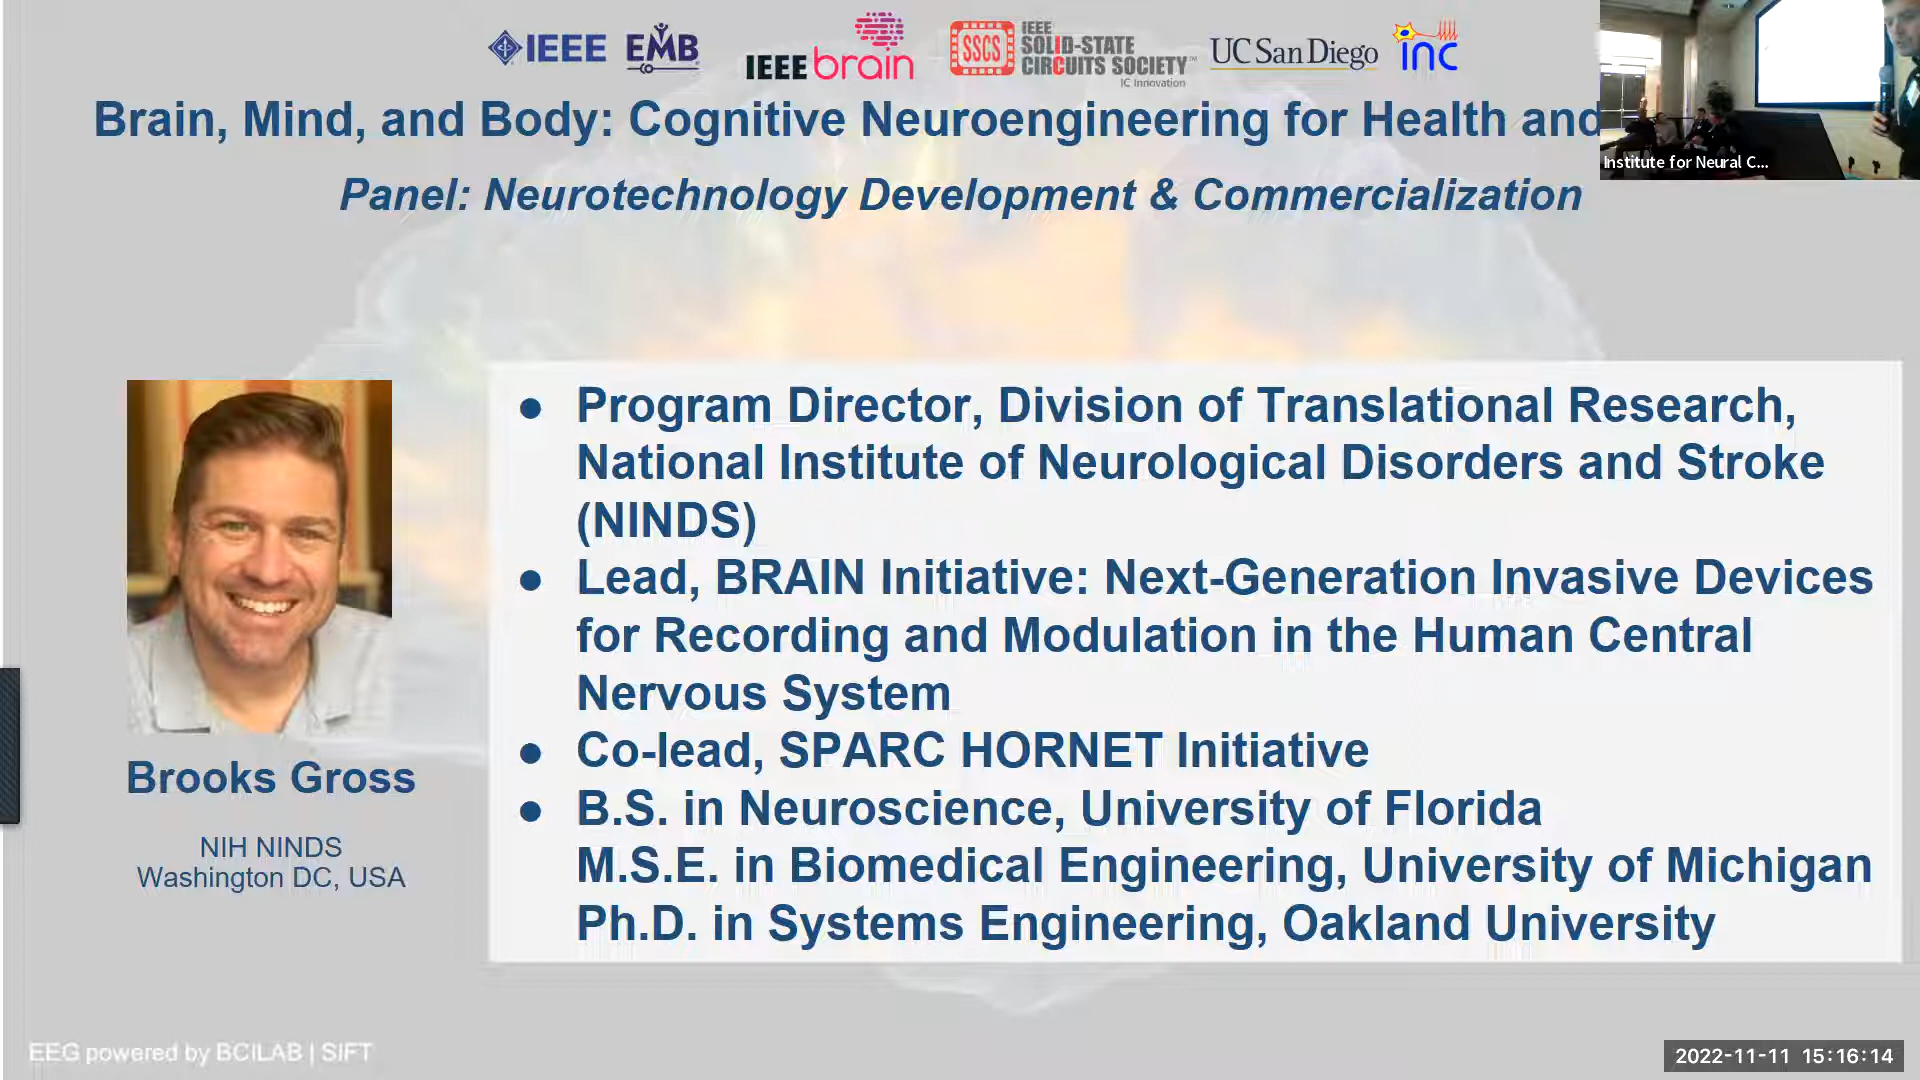 IEEE EMB
IEEE brain
SSCS IEEE SOLID-STATE CIRCUITS SOCIETY™
IC Innovation
UC San Diego
inc
Brain, Mind, and Body: Cognitive Neuroengineering for Health and
Panel: Neurotechnology Development & Commercialization
Institute for Neural C...
● Program Director, Division of Translational Research,
National Institute of Neurological Disorders and Stroke
(NINDS)
● Lead, BRAIN Initiative: Next-Generation Invasive Devices
for Recording and Modulation in the Human Central
Nervous System
● Co-lead, SPARC HORNET Initiative
● B.S. in Neuroscience, University of Florida
M.S.E. in Biomedical Engineering, University of Michigan
Ph.D. in Systems Engineering, Oakland University
Brooks Gross
NIH NINDS
Washington DC, USA
EEG powered by BCILAB | SIFT
2022-11-11 15:16:14